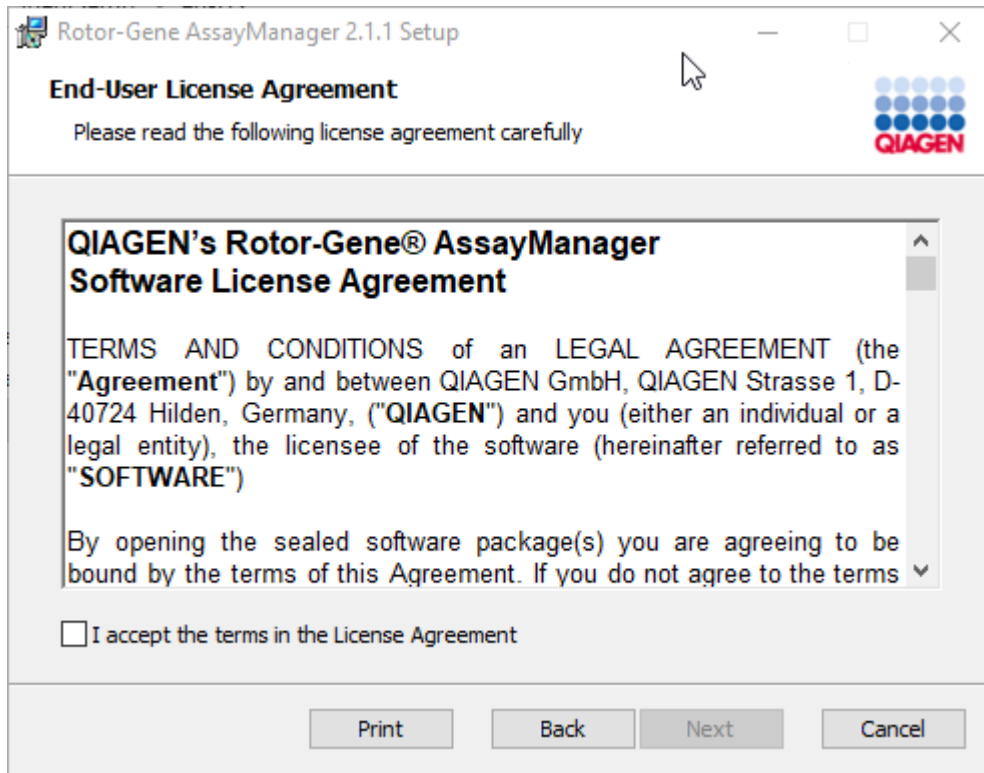 Rotor-Gene AssayManager 2.1.1 Setup
End-User License Agreement
Please read the following license agreement carefully
QIAGEN
QIAGEN's Rotor-Gene® AssayManager
Software License Agreement
TERMS AND CONDITIONS of an LEGAL AGREEMENT (the
"Agreement") by and between QIAGEN GmbH, QIAGEN Strasse 1, D-
40724 Hilden, Germany, ("QIAGEN") and you (either an individual or a
legal entity), the licensee of the software (hereinafter referred to as
"SOFTWARE")
By opening the sealed software package(s) you are agreeing to be
bound by the terms of this Agreement. If you do not agree to the terms
I accept the terms in the License Agreement
Print
Back
Next
Cancel